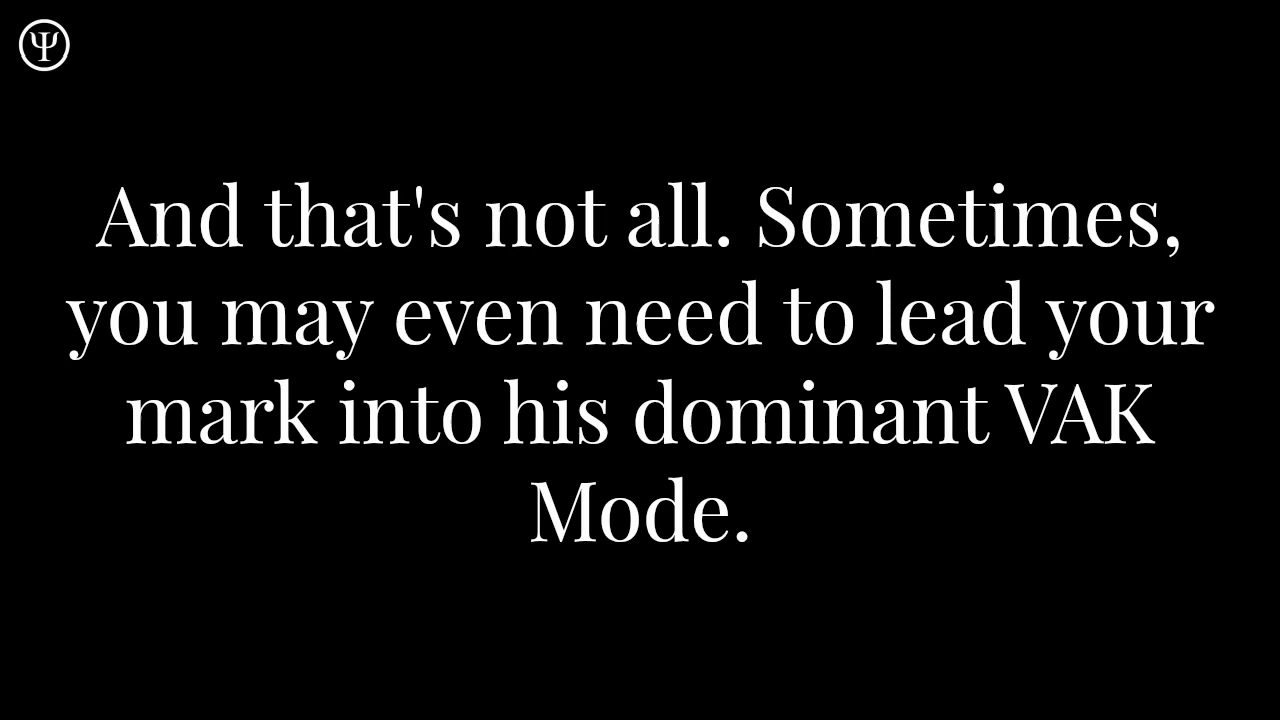 Ψ
And that's not all. Sometimes,
you may even need to lead your
mark into his dominant VAK
Mode.